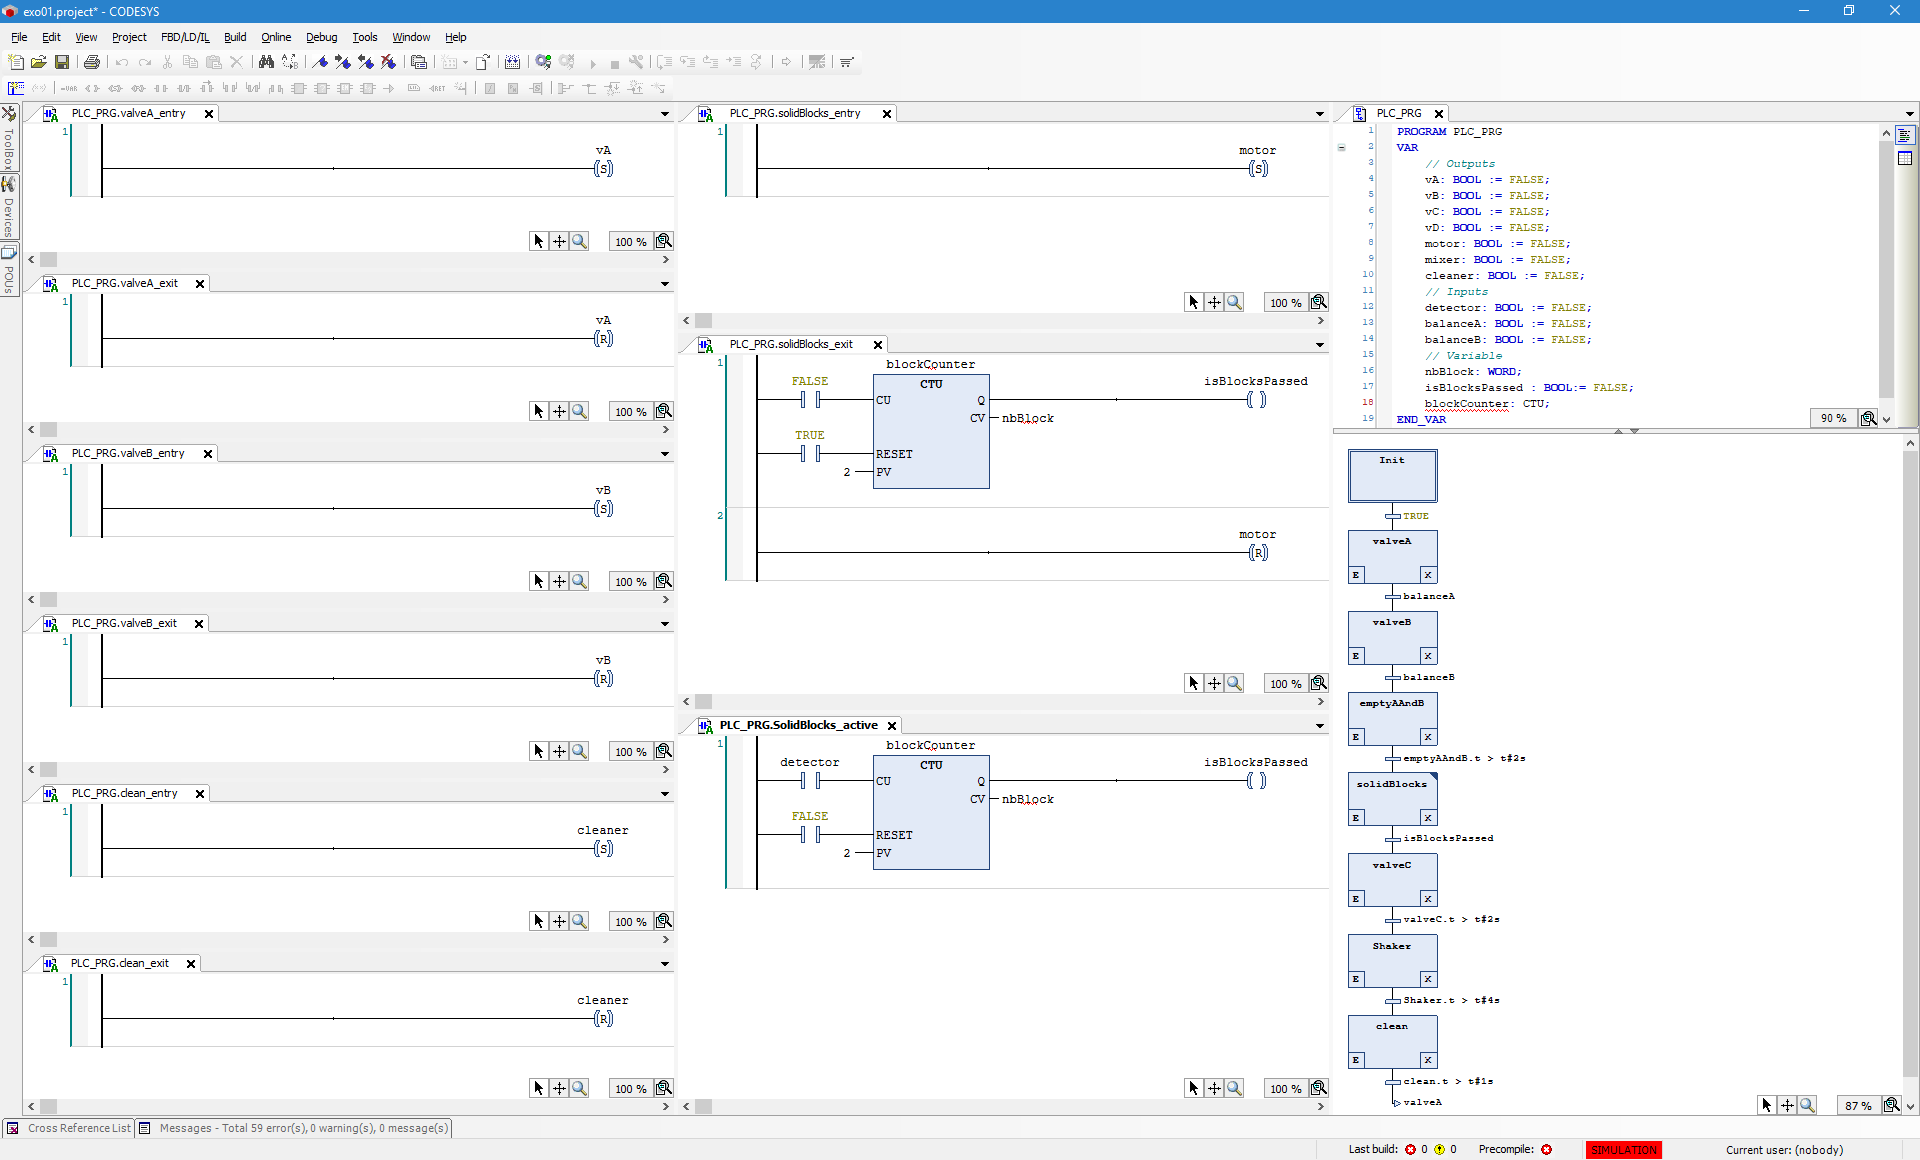 exo01.project* - CODESYS
File Edit View Project FBD/LD/IL Build Online Debug Tools Window Help
ToolBox
Devices
POUs
PLC_PRG.valveA_entry
1
vA
(S)
100 %
PLC_PRG.valveA_exit
1
vA
(R)
100 %
PLC_PRG.valveB_entry
1
vB
(S)
100 %
PLC_PRG.valveB_exit
1
vB
(R)
100 %
PLC_PRG.clean_entry
1
cleaner
(S)
100 %
PLC_PRG.clean_exit
1
cleaner
(R)
100 %
PLC_PRG.solidBlocks_entry
1
motor
(S)
100 %
PLC_PRG.solidBlocks_exit
1
blockCounter
FALSE CTU isBlocksPassed
CU Q
CV nbBlock
TRUE
RESET
2 PV
2
motor
(R)
100 %
PLC_PRG.SolidBlocks_active
1
blockCounter
detector CTU isBlocksPassed
CU Q
CV nbBlock
FALSE
RESET
2 PV
100 %
PLC_PRG
1 PROGRAM PLC_PRG
2 VAR
3 // Outputs
4 vA: BOOL := FALSE;
5 vB: BOOL := FALSE;
6 vC: BOOL := FALSE;
7 vD: BOOL := FALSE;
8 motor: BOOL := FALSE;
9 mixer: BOOL := FALSE;
10 cleaner: BOOL := FALSE;
11 // Inputs
12 detector: BOOL := FALSE;
13 balanceA: BOOL := FALSE;
14 balanceB: BOOL := FALSE;
15 // Variable
16 nbBlock: WORD;
17 isBlocksPassed : BOOL:= FALSE;
18 blockCounter: CTU;
19 END_VAR
90 %
Init
TRUE
valveA
E X
balanceA
valveB
E X
balanceB
emptyAAndB
E X
emptyAAndB.t > t#2s
solidBlocks
E X
isBlocksPassed
valveC
E X
valveC.t > t#2s
Shaker
E X
Shaker.t > t#4s
clean
E X
clean.t > t#1s
valveA
87 %
Cross Reference List Messages - Total 59 error(s), 0 warning(s), 0 message(s)
Last build: 0 0 Precompile: SIMULATION Current user: (nobody)